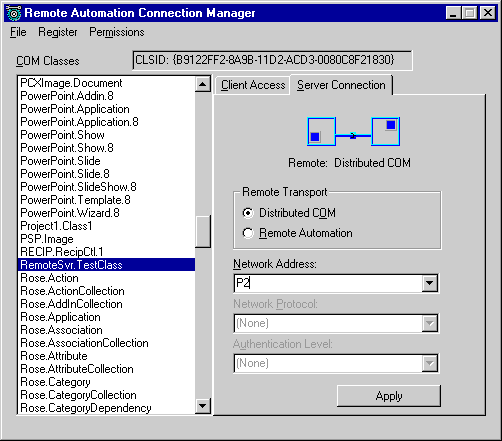 Remote Automation Connection Manager
File Register Permissions
COM Classes
CLSID: {B9122FF2-8A9B-11D2-ACD3-0080C8F21830}
PCXImage.Document
PowerPoint.Addin.8
PowerPoint.Application
PowerPoint.Application.8
PowerPoint.Show
PowerPoint.Show.8
PowerPoint.Slide
PowerPoint.Slide.8
PowerPoint.SlideShow.8
PowerPoint.Template.8
PowerPoint.Wizard.8
Project1.Class1
PSP.Image
RECIP.RecipCtl.1
RemoteSvr.TestClass
Rose.Action
Rose.ActionCollection
Rose.AddInCollection
Rose.Application
Rose.Association
Rose.AssociationCollection
Rose.Attribute
Rose.AttributeCollection
Rose.Category
Rose.CategoryCollection
Rose.CategoryDependency
Client Access Server Connection
Remote: Distributed COM
Remote Transport
Distributed COM
Remote Automation
Network Address:
P2
Network Protocol:
(None)
Authentication Level:
(None)
Apply